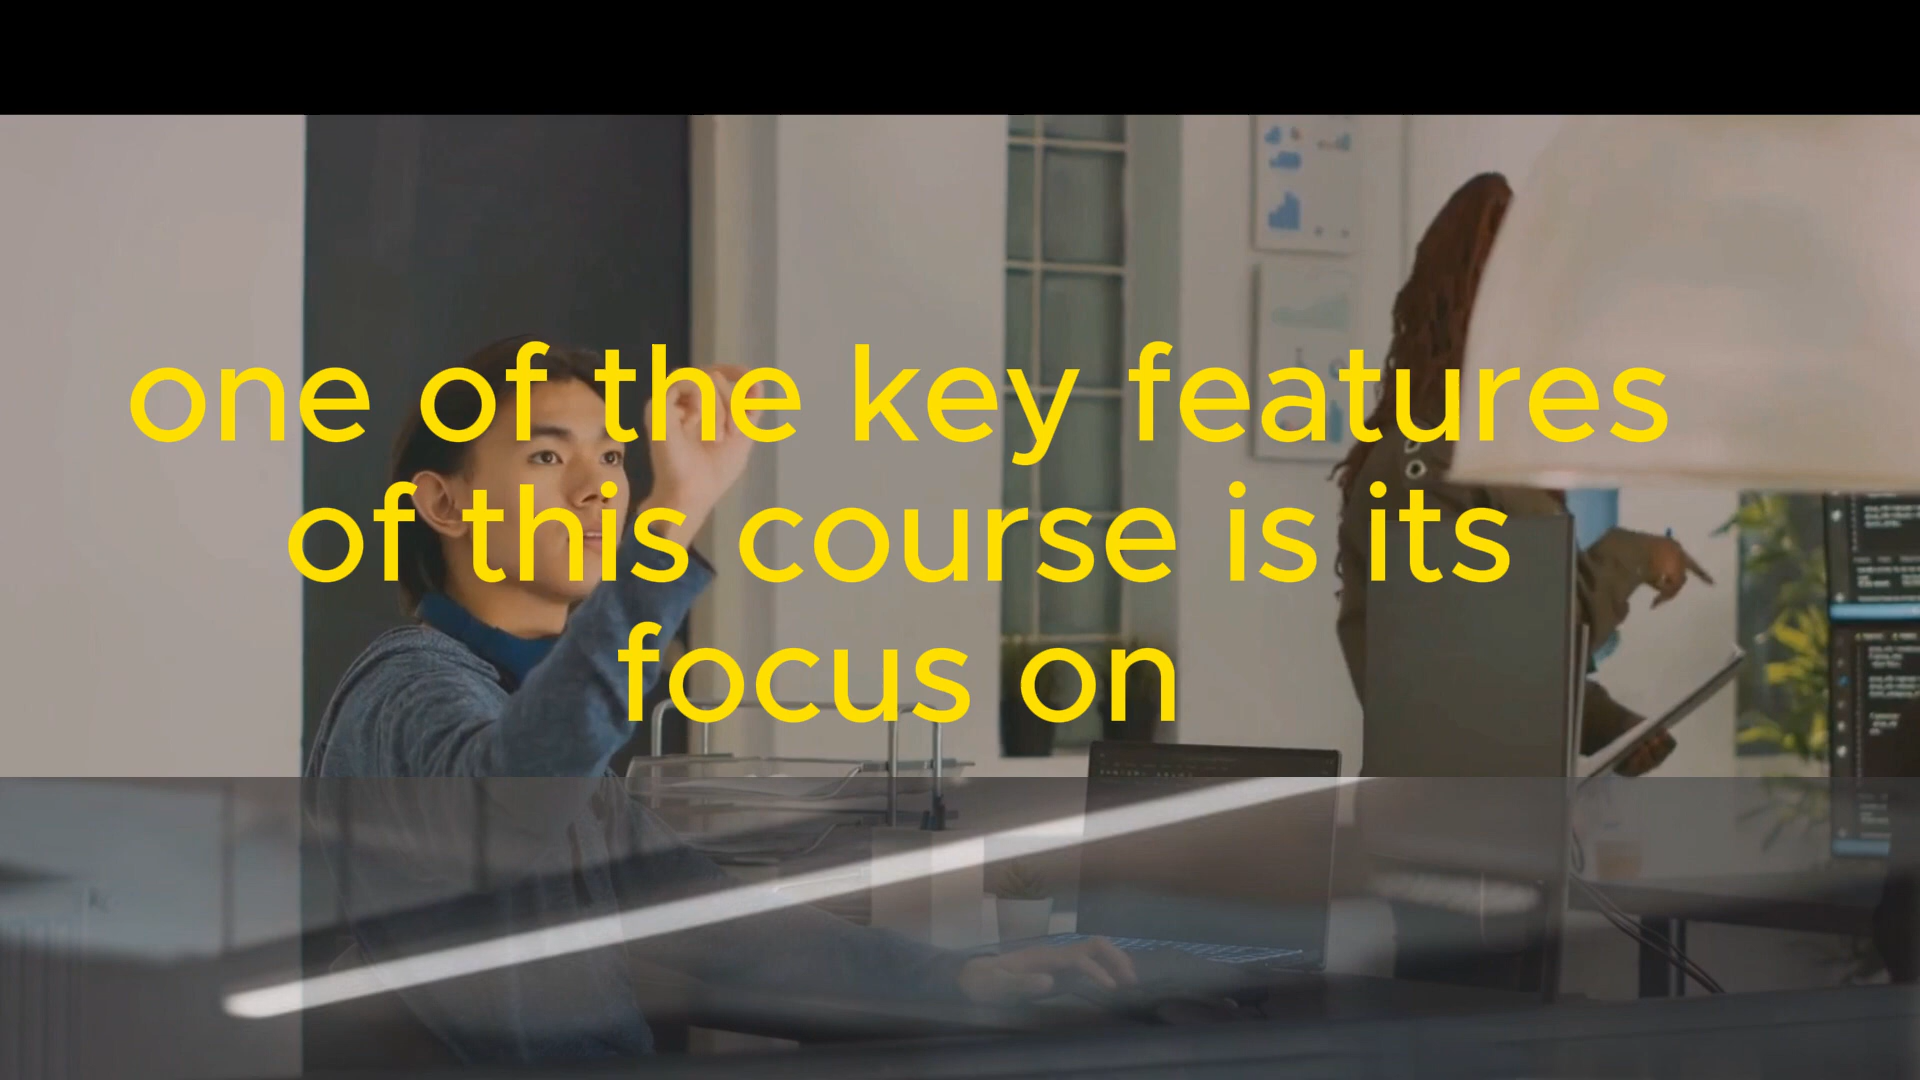 one of the key features
of this course is its
focus on